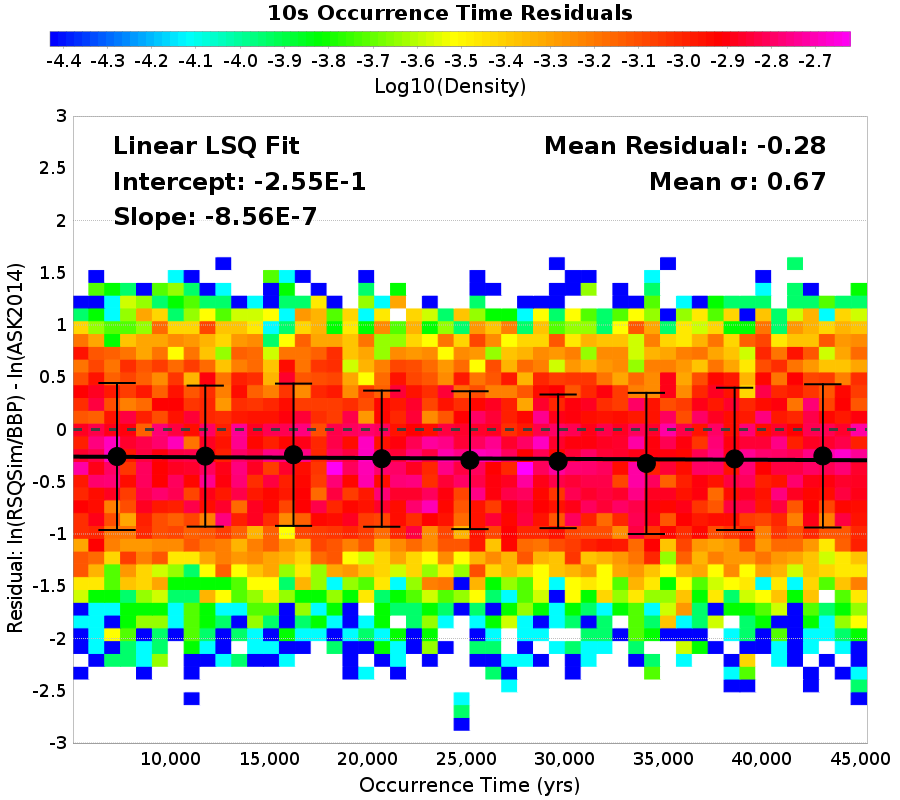 10s Occurrence Time Residuals
-4.4 -4.3 -4.2 -4.1 -4.0 -3.9 -3.8 -3.7 -3.6 -3.5 -3.4 -3.3 -3.2 -3.1 -3.0 -2.9 -2.8 -2.7
Log10(Density)
Linear LSQ Fit
Intercept: -2.55E-1
Slope: -8.56E-7
Mean Residual: -0.28
Mean σ: 0.67
Residual: ln(RSQSim/BBP) - ln(ASK2014)
3
2.5
2
1.5
1
0.5
0
-0.5
-1
-1.5
-2
-2.5
-3
10,000 15,000 20,000 25,000 30,000 35,000 40,000 45,000
Occurrence Time (yrs)